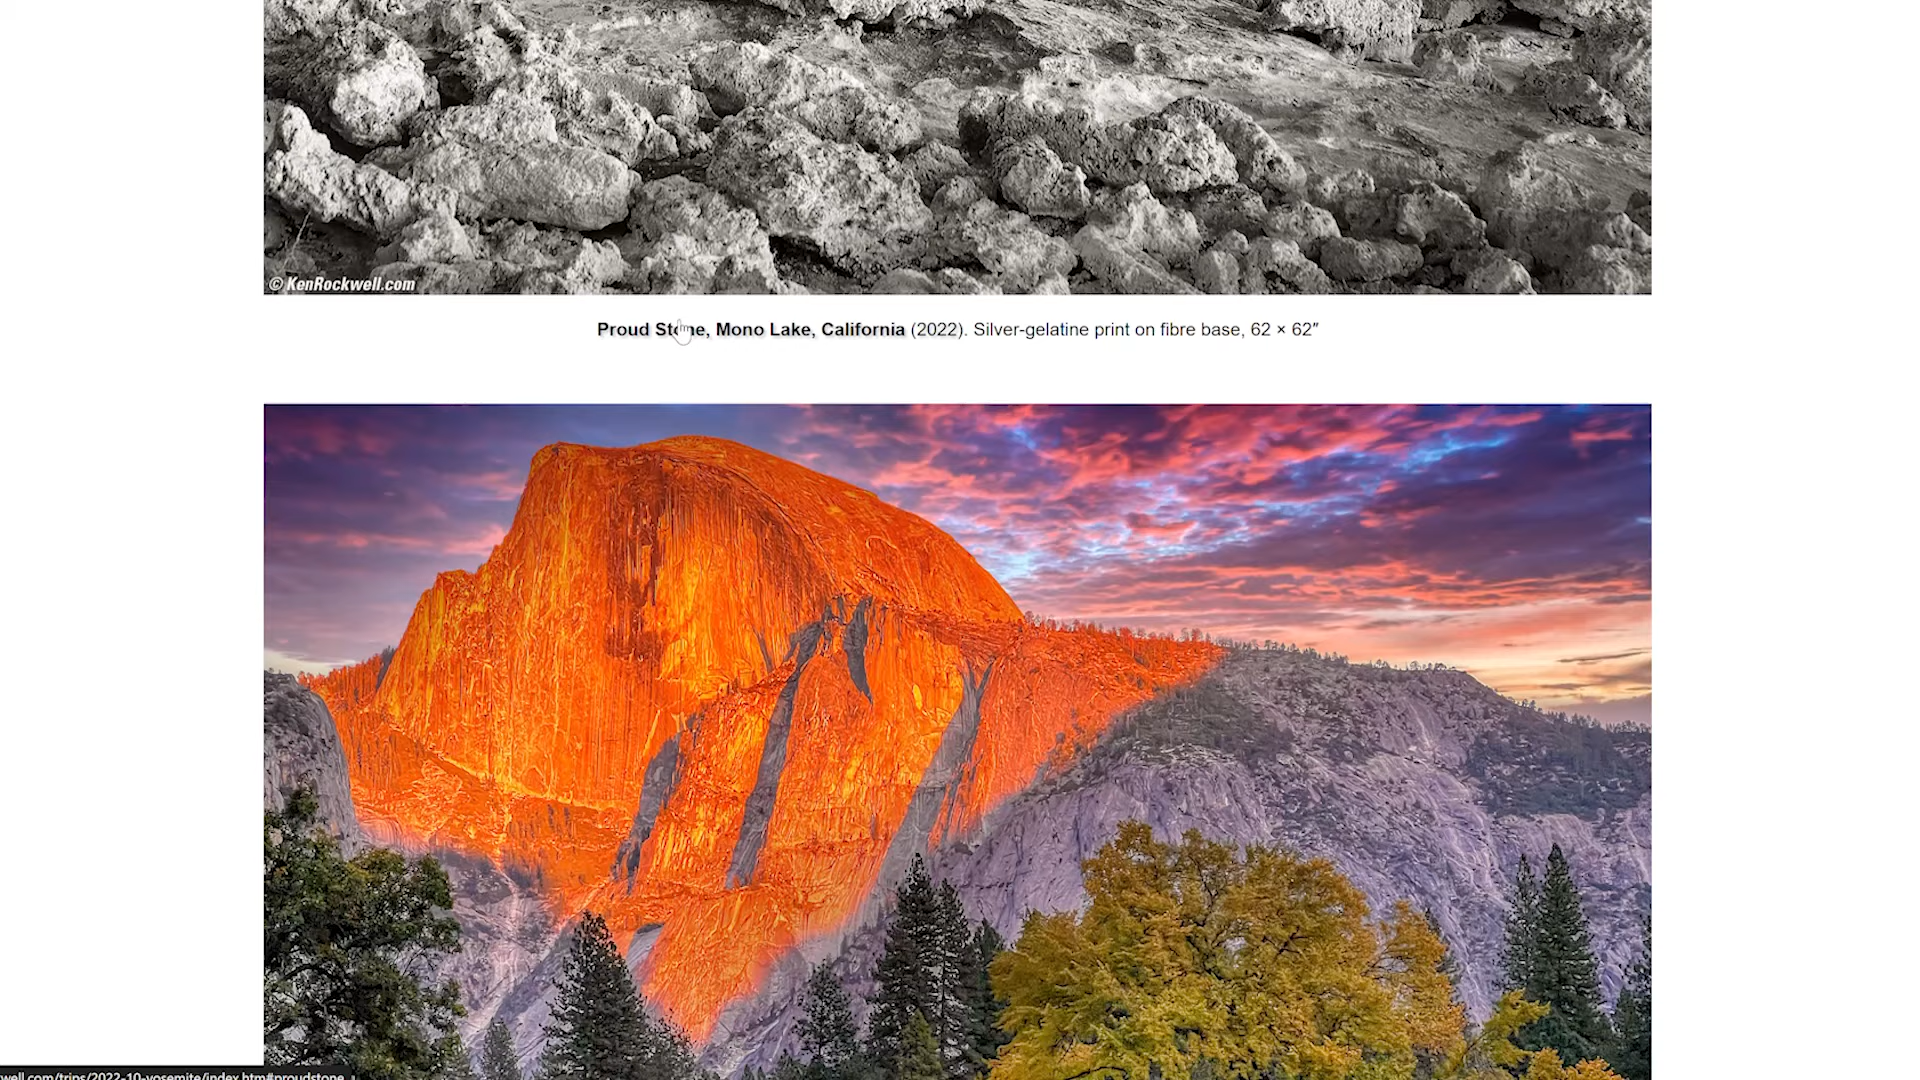 © KenRockwell.com
Proud Stone, Mono Lake, California (2022). Silver-gelatine print on fibre base, 62 × 62″
well.com/trips/2022-10-yosemite/index.htm#proudstone